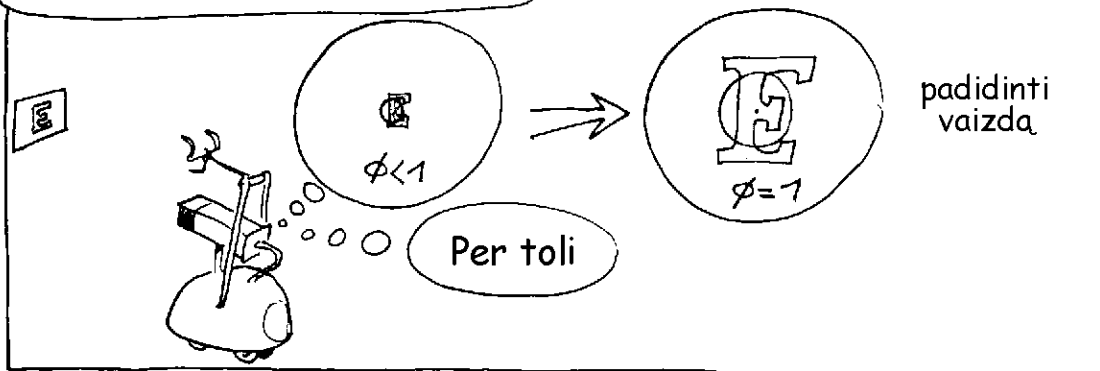 E
E
ø<1
E
ø=1
padidinti
vaizdą
Per toli